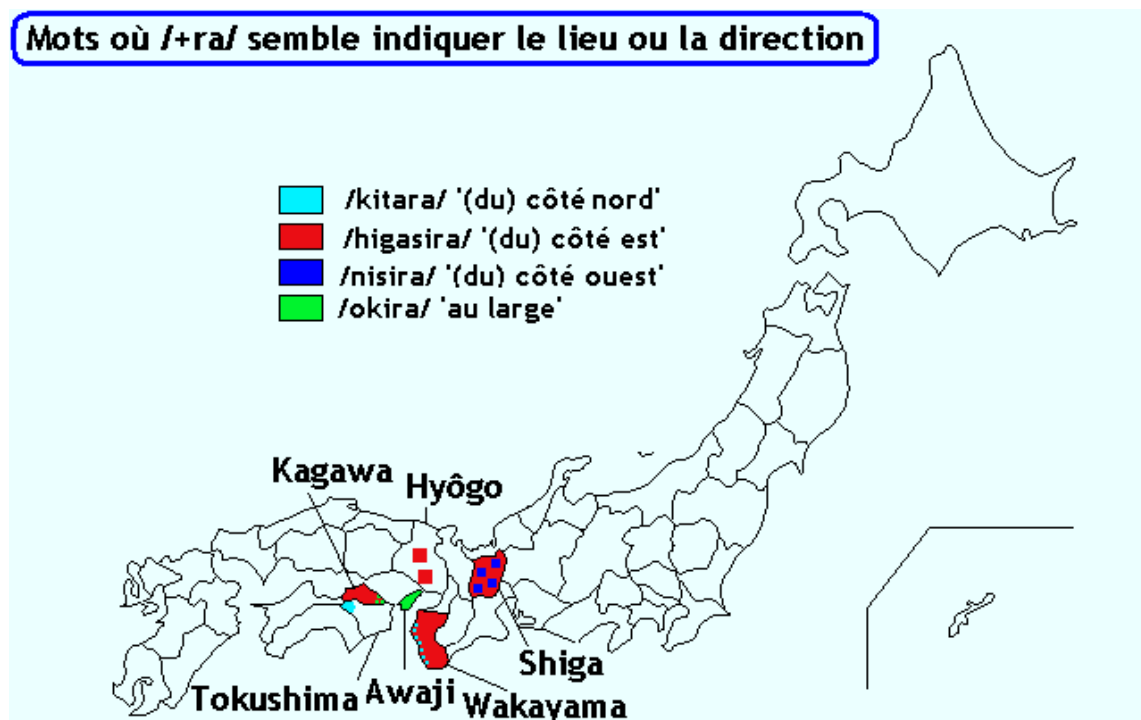 Mots où /+ra/ semble indiquer le lieu ou la direction
/kitara/ '(du) côté nord'
/higasira/ '(du) côté est'
/nisira/ '(du) côté ouest'
/okira/ 'au large'
Kagawa
Hyôgo
Shiga
Tokushima
Awaji
Wakayama